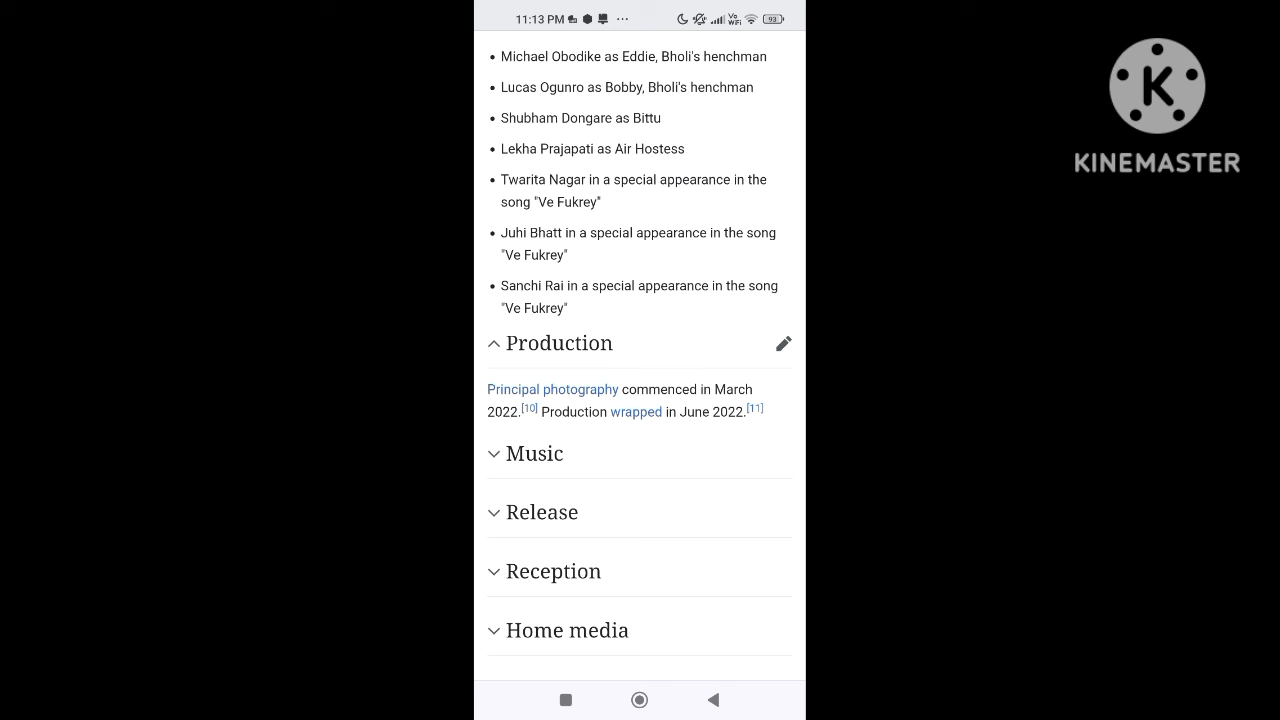 11:13 PM
Vo
WiFi
93
Michael Obodike as Eddie, Bholi's henchman
Lucas Ogunro as Bobby, Bholi's henchman
Shubham Dongare as Bittu
Lekha Prajapati as Air Hostess
Twarita Nagar in a special appearance in the
song "Ve Fukrey"
Juhi Bhatt in a special appearance in the song
"Ve Fukrey"
Sanchi Rai in a special appearance in the song
"Ve Fukrey"
Production
Principal photography commenced in March
2022.[10] Production wrapped in June 2022.[11]
Music
Release
Reception
Home media
K
KINEMASTER